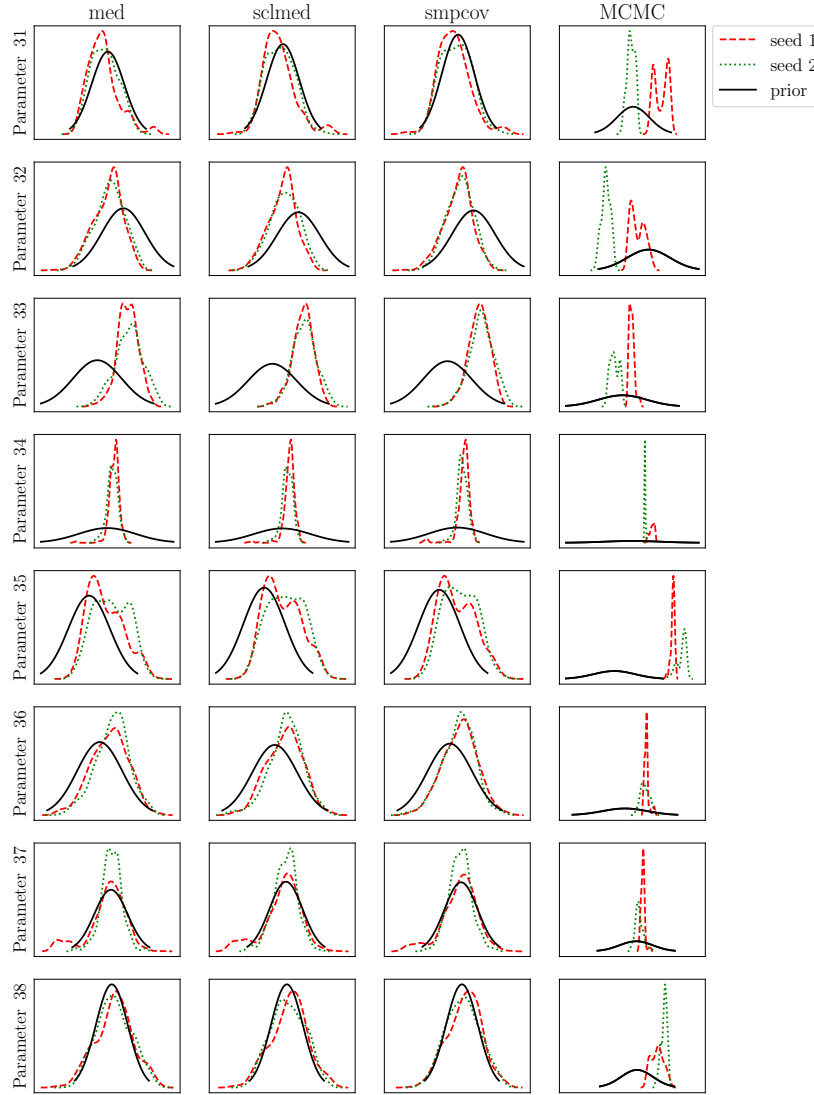 med sclmed smpcov MCMC
seed 1
seed 2
prior
Parameter 31
Parameter 32
Parameter 33
Parameter 34
Parameter 35
Parameter 36
Parameter 37
Parameter 38